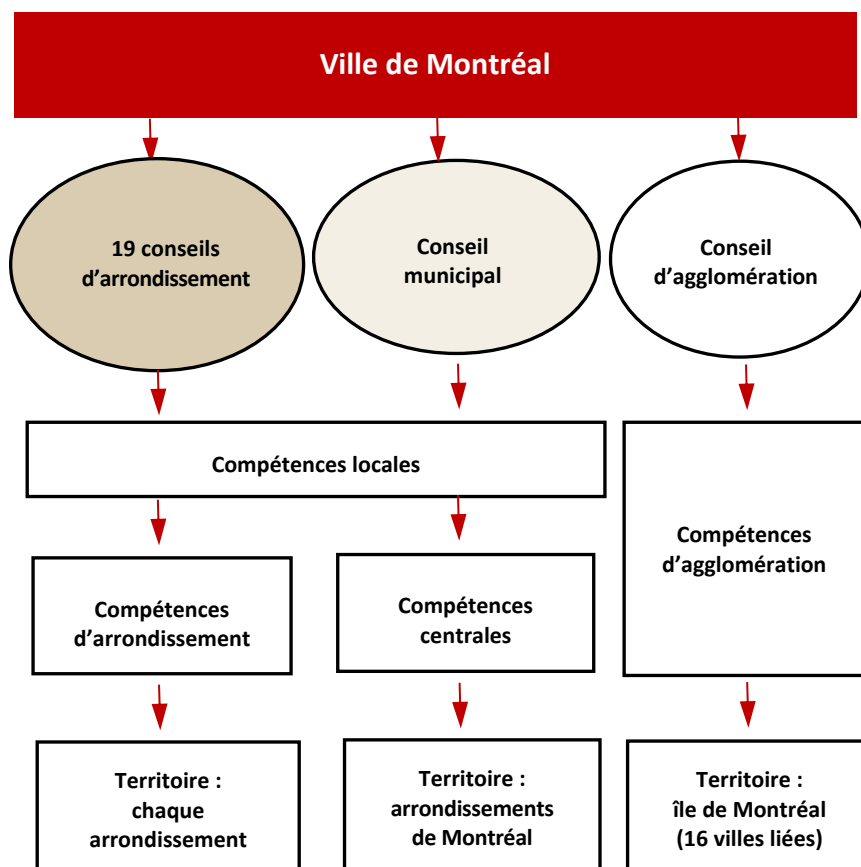 Ville de Montréal
19 conseils
d’arrondissement
Conseil
municipal
Conseil
d’agglomération
Compétences locales
Compétences
d’agglomération
Compétences
d’arrondissement
Compétences
centrales
Territoire :
chaque
arrondissement
Territoire :
arrondissements
de Montréal
Territoire :
île de Montréal
(16 villes liées)